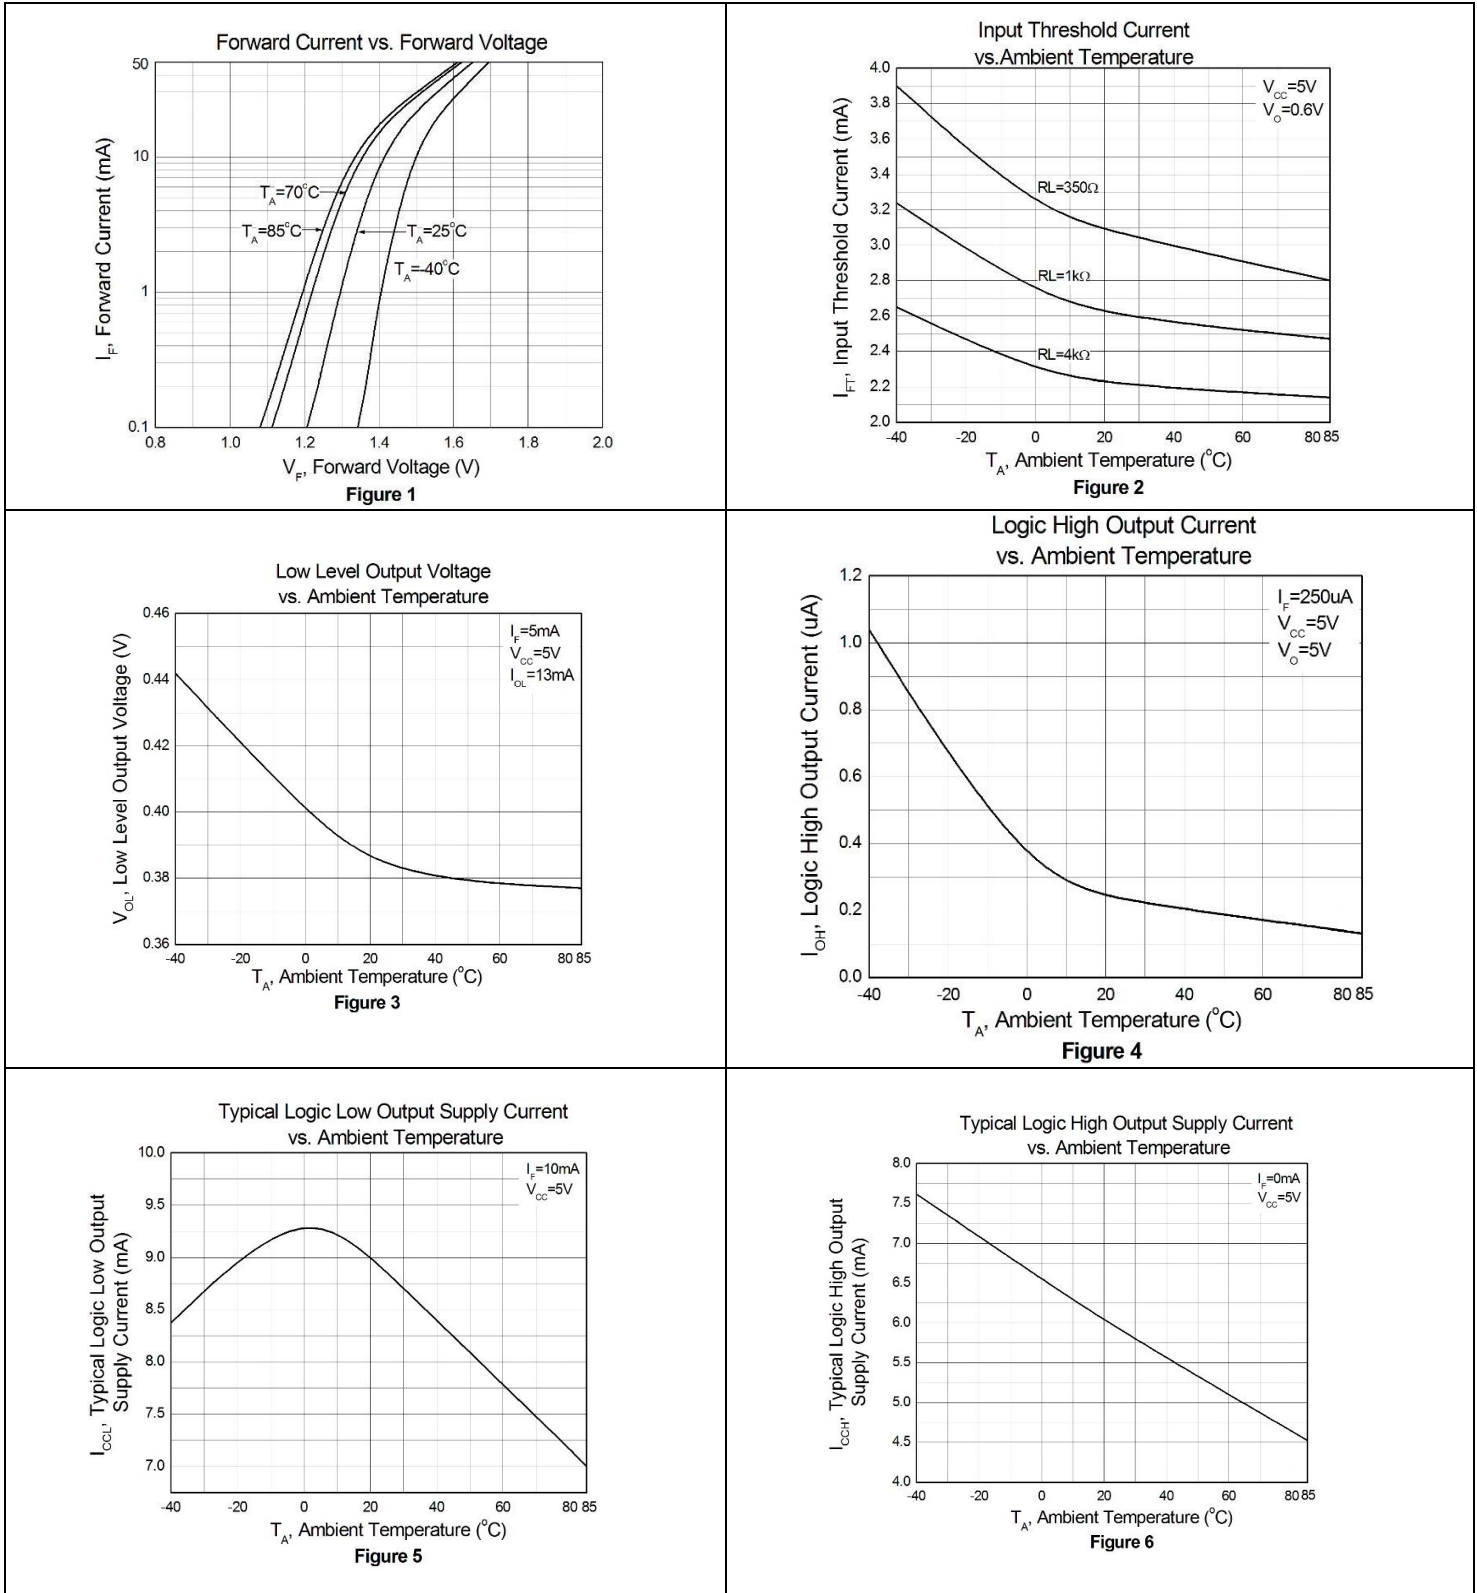 Forward Current vs. Forward Voltage
50
10
1
0.1
I_F, Forward Current (mA)
T_A=70°C
T_A=85°C
T_A=25°C
T_A=-40°C
0.8 1.0 1.2 1.4 1.6 1.8 2.0
V_F, Forward Voltage (V)
Figure 1
Input Threshold Current
vs.Ambient Temperature
4.0
3.8
3.6
3.4
3.2
3.0
2.8
2.6
2.4
2.2
2.0
I_FT, Input Threshold Current (mA)
V_CC=5V
V_O=0.6V
RL=350Ω
RL=1kΩ
RL=4kΩ
-40 -20 0 20 40 60 80 85
T_A, Ambient Temperature (°C)
Figure 2
Low Level Output Voltage
vs. Ambient Temperature
0.46
0.44
0.42
0.40
0.38
0.36
V_OL, Low Level Output Voltage (V)
I_F=5mA
V_CC=5V
I_OL=13mA
-40 -20 0 20 40 60 80 85
T_A, Ambient Temperature (°C)
Figure 3
Logic High Output Current
vs. Ambient Temperature
1.2
1.0
0.8
0.6
0.4
0.2
0.0
I_OH, Logic High Output Current (uA)
I_F=250uA
V_CC=5V
V_O=5V
-40 -20 0 20 40 60 80 85
T_A, Ambient Temperature (°C)
Figure 4
Typical Logic Low Output Supply Current
vs. Ambient Temperature
10.0
9.5
9.0
8.5
8.0
7.5
7.0
I_CCL, Typical Logic Low Output
Supply Current (mA)
I_F=10mA
V_CC=5V
-40 -20 0 20 40 60 80 85
T_A, Ambient Temperature (°C)
Figure 5
Typical Logic High Output Supply Current
vs. Ambient Temperature
8.0
7.5
7.0
6.5
6.0
5.5
5.0
4.5
4.0
I_CCH, Typical Logic High Output
Supply Current (mA)
I_F=0mA
V_CC=5V
-40 -20 0 20 40 60 80 85
T_A, Ambient Temperature (°C)
Figure 6